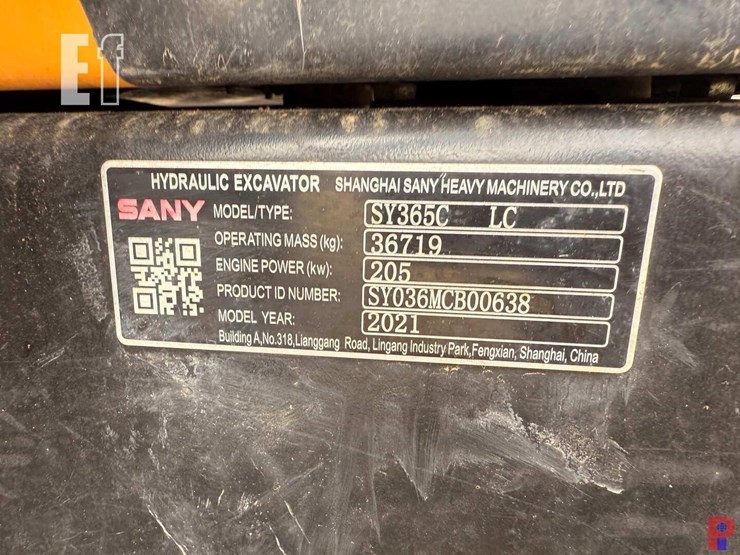 Ef
HYDRAULIC EXCAVATOR SHANGHAI SANY HEAVY MACHINERY CO.,LTD
SANY
MODEL/TYPE: SY365C LC
OPERATING MASS (kg): 36719
ENGINE POWER (kw): 205
PRODUCT ID NUMBER: SY036MCB00638
MODEL YEAR: 2021
Building A,No.318,Lianggang Road, Lingang Industry Park,Fengxian, Shanghai, China